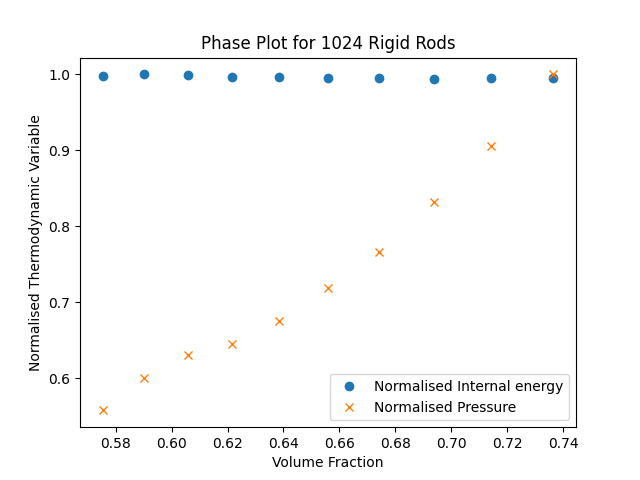 Phase Plot for 1024 Rigid Rods
Normalised Thermodynamic Variable
1.0
0.9
0.8
0.7
0.6
Normalised Internal energy
Normalised Pressure
0.58 0.60 0.62 0.64 0.66 0.68 0.70 0.72 0.74
Volume Fraction